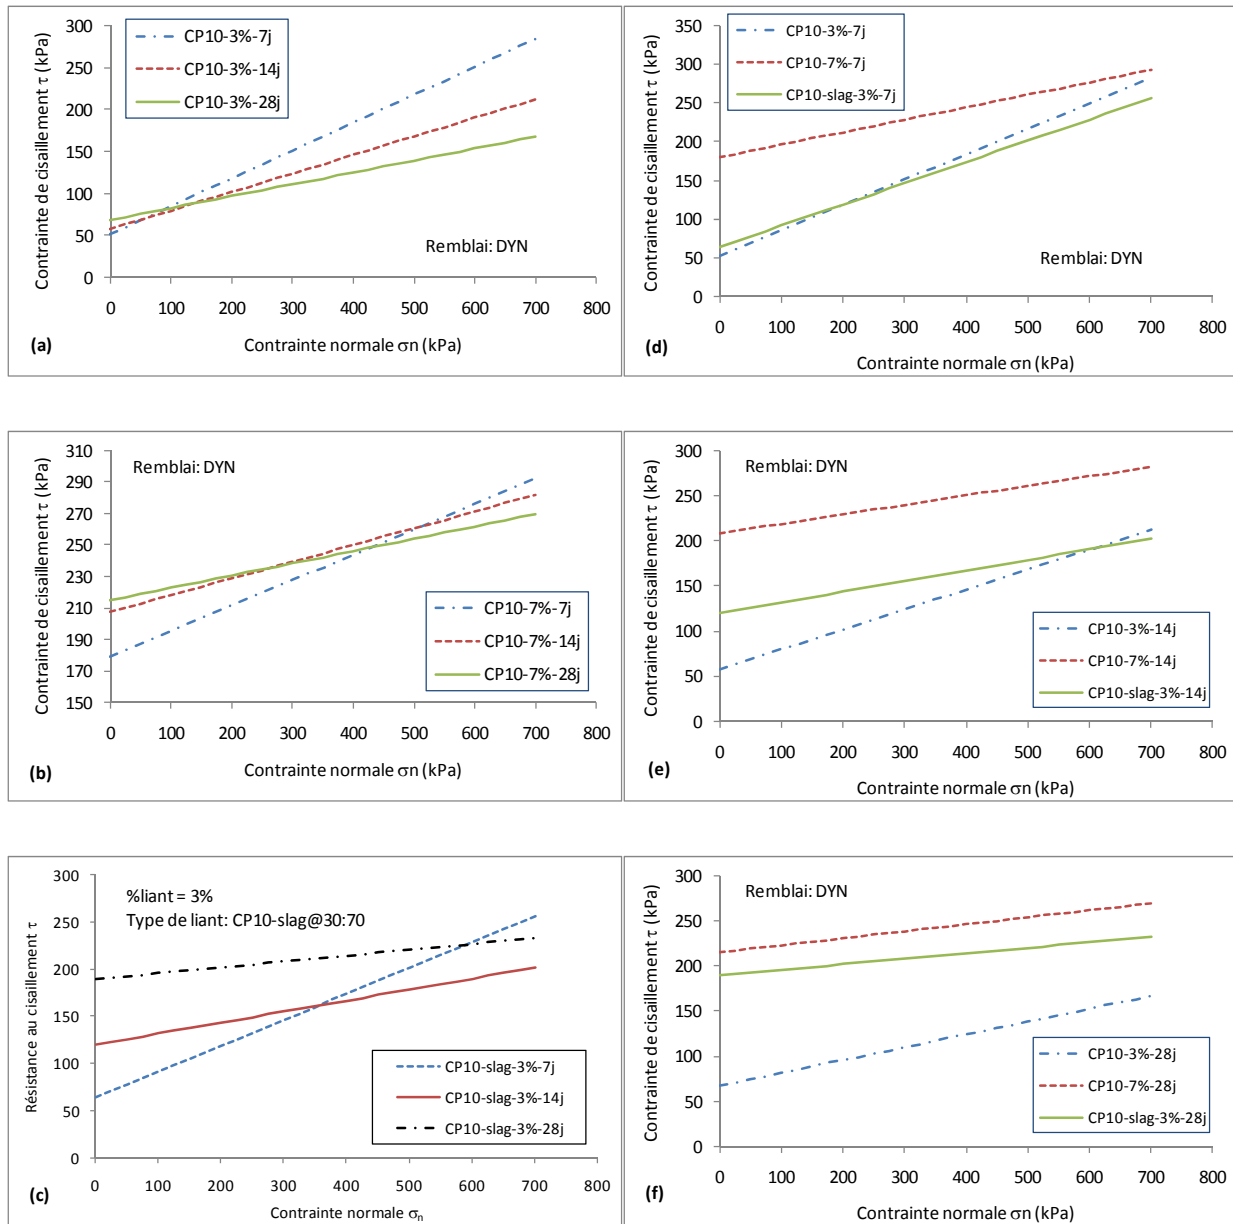 300
250
200
150
100
50
0
Contrainte de cisaillement τ (kPa)
CP10-3%-7j
CP10-3%-14j
CP10-3%-28j
Remblai: DYN
0 100 200 300 400 500 600 700 800
Contrainte normale σn (kPa)
(a)
350
300
250
200
150
100
50
0
Contrainte de cisaillement τ (kPa)
CP10-3%-7j
CP10-7%-7j
CP10-slag-3%-7j
Remblai: DYN
0 100 200 300 400 500 600 700 800
Contrainte normale σn (kPa)
(d)
310
290
270
250
230
210
190
170
150
Contrainte de cisaillement τ (kPa)
Remblai: DYN
CP10-7%-7j
CP10-7%-14j
CP10-7%-28j
0 100 200 300 400 500 600 700 800
Contrainte normale σn (kPa)
(b)
300
250
200
150
100
50
0
Contrainte de cisaillement τ (kPa)
Remblai: DYN
CP10-3%-14j
CP10-7%-14j
CP10-slag-3%-14j
0 100 200 300 400 500 600 700 800
Contrainte normale σn (kPa)
(e)
300
250
200
150
100
50
0
Résistance au cisaillement τ
%liant = 3%
Type de liant: CP10-slag@30:70
CP10-slag-3%-7j
CP10-slag-3%-14j
CP10-slag-3%-28j
0 100 200 300 400 500 600 700 800
Contrainte normale σn
(c)
300
250
200
150
100
50
0
Contrainte de cisaillement τ (kPa)
Remblai: DYN
CP10-3%-28j
CP10-7%-28j
CP10-slag-3%-28j
0 100 200 300 400 500 600 700 800
Contrainte normale σn (kPa)
(f)